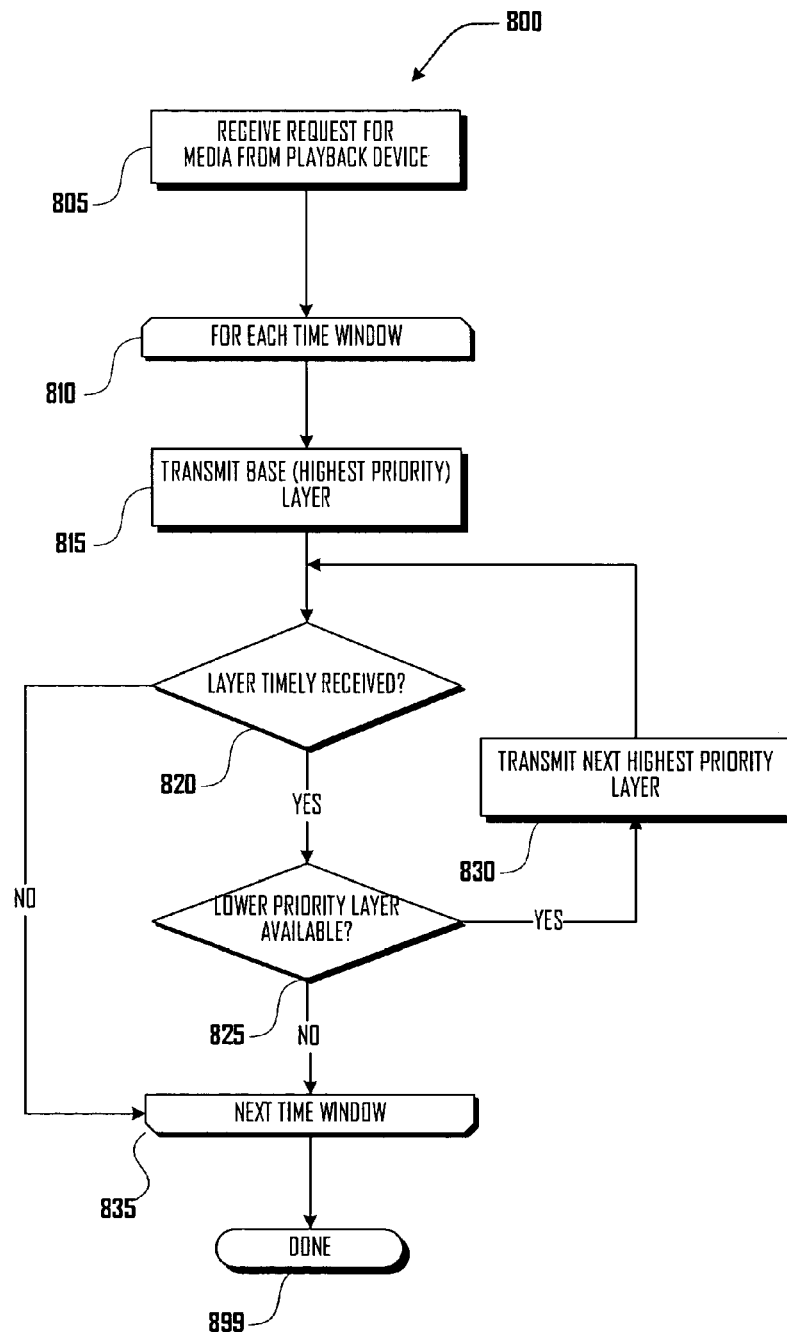 800
RECEIVE REQUEST FOR
MEDIA FROM PLAYBACK DEVICE
805
FOR EACH TIME WINDOW
810
TRANSMIT BASE (HIGHEST PRIORITY)
LAYER
815
LAYER TIMELY RECEIVED?
820
TRANSMIT NEXT HIGHEST PRIORITY
LAYER
830
YES
NO
LOWER PRIORITY LAYER
AVAILABLE?
YES
825
NO
NEXT TIME WINDOW
835
DONE
899